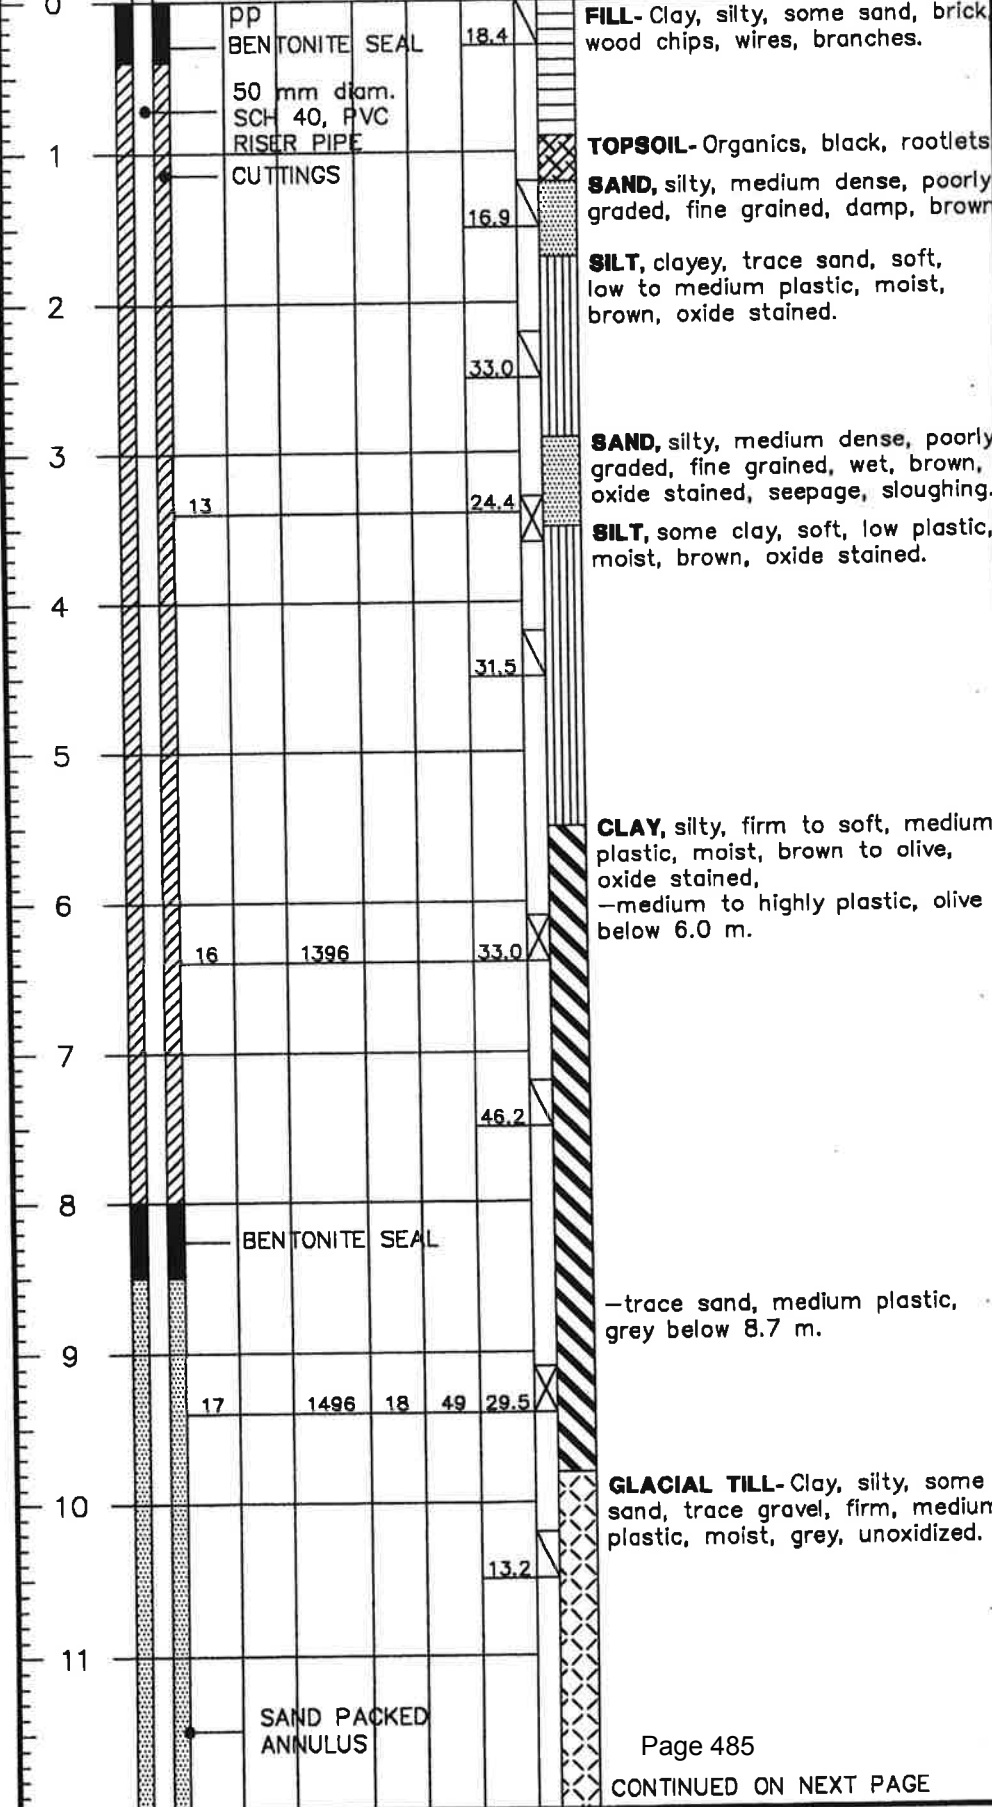 0
pp
BENTONITE SEAL
18.4
FILL- Clay, silty, some sand, brick,
wood chips, wires, branches.
50 mm diam.
SCH 40, PVC
RISER PIPE
TOPSOIL- Organics, black, rootlets
1
CUTTINGS
SAND, silty, medium dense, poorly
graded, fine grained, damp, brown
16.9
SILT, clayey, trace sand, soft,
low to medium plastic, moist,
brown, oxide stained.
2
33.0
3
SAND, silty, medium dense, poorly
graded, fine grained, wet, brown,
oxide stained, seepage, sloughing.
13 24.4
SILT, some clay, soft, low plastic,
moist, brown, oxide stained.
4
31.5
5
CLAY, silty, firm to soft, medium
plastic, moist, brown to olive,
oxide stained,
—medium to highly plastic, olive
below 6.0 m.
6
16 1396 33.0
7
46.2
8
BENTONITE SEAL
—trace sand, medium plastic,
grey below 8.7 m.
9
17 1496 18 49 29.5
GLACIAL TILL- Clay, silty, some
sand, trace gravel, firm, medium
plastic, moist, grey, unoxidized.
10
13.2
11
SAND PACKED
ANNULUS
Page 485
CONTINUED ON NEXT PAGE